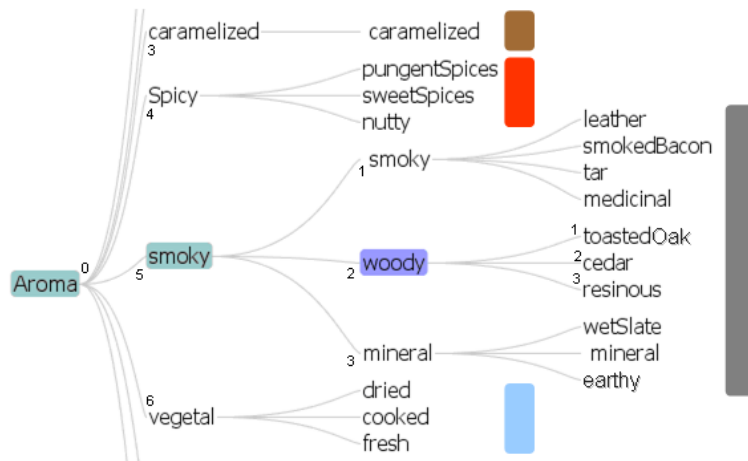 caramelized
caramelized
3
pungentSpices
Spicy
sweetSpices
4
nutty
leather
smoky
1
smokedBacon
tar
medicinal
1
toastedOak
smoky
woody
2
cedar
0
5
2
3
resinous
Aroma
wetSlate
mineral
3
mineral
earthy
dried
6
vegetal
cooked
fresh